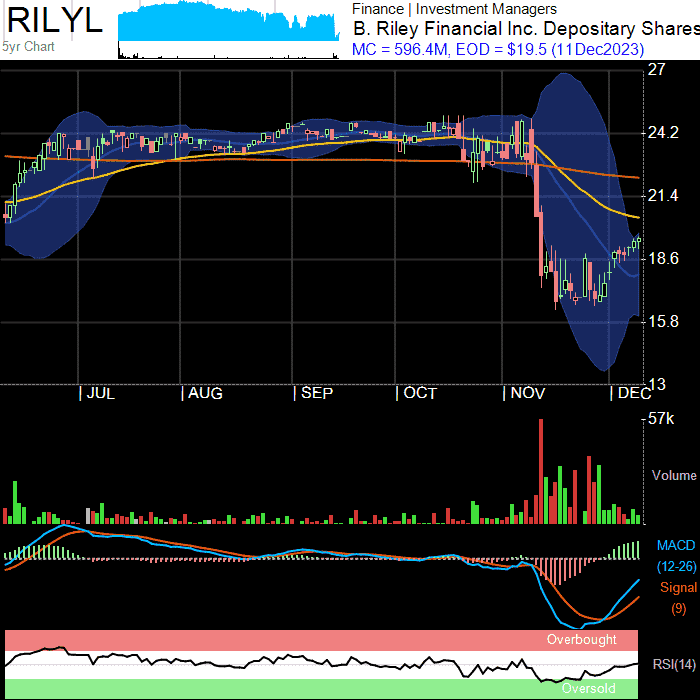 RILYL
5yr Chart
Finance | Investment Managers
B. Riley Financial Inc. Depositary Shares
MC = 596.4M, EOD = $19.5 (11Dec2023)
27
24.2
21.4
18.6
15.8
13
JUL AUG SEP OCT NOV DEC
57k
Volume
MACD
(12-26)
Signal
(9)
Overbought
RSI(14)
Oversold